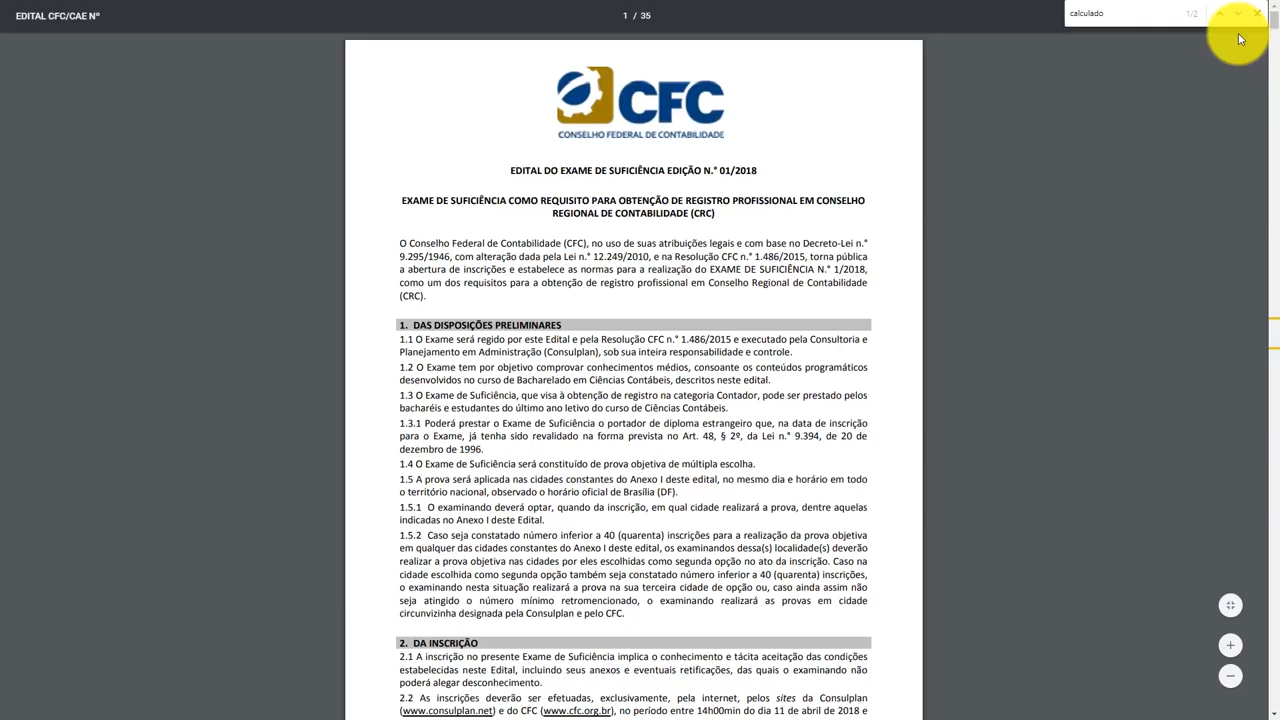 EDITAL CFC/CAE Nº
1 / 35
calculado
1/2
CFC
CONSELHO FEDERAL DE CONTABILIDADE
EDITAL DO EXAME DE SUFICIÊNCIA EDIÇÃO N.° 01/2018
EXAME DE SUFICIÊNCIA COMO REQUISITO PARA OBTENÇÃO DE REGISTRO PROFISSIONAL EM CONSELHO
REGIONAL DE CONTABILIDADE (CRC)
O Conselho Federal de Contabilidade (CFC), no uso de suas atribuições legais e com base no Decreto-Lei n.°
9.295/1946, com alteração dada pela Lei n.° 12.249/2010, e na Resolução CFC n.° 1.486/2015, torna pública
a abertura de inscrições e estabelece as normas para a realização do EXAME DE SUFICIÊNCIA N.° 1/2018,
como um dos requisitos para a obtenção de registro profissional em Conselho Regional de Contabilidade
(CRC).
1. DAS DISPOSIÇÕES PRELIMINARES
1.1 O Exame será regido por este Edital e pela Resolução CFC n.° 1.486/2015 e executado pela Consultoria e
Planejamento em Administração (Consulplan), sob sua inteira responsabilidade e controle.
1.2 O Exame tem por objetivo comprovar conhecimentos médios, consoante os conteúdos programáticos
desenvolvidos no curso de Bacharelado em Ciências Contábeis, descritos neste edital.
1.3 O Exame de Suficiência, que visa à obtenção de registro na categoria Contador, pode ser prestado pelos
bacharéis e estudantes do último ano letivo do curso de Ciências Contábeis.
1.3.1 Poderá prestar o Exame de Suficiência o portador de diploma estrangeiro que, na data de inscrição
para o Exame, já tenha sido revalidado na forma prevista no Art. 48, § 2º, da Lei n.° 9.394, de 20 de
dezembro de 1996.
1.4 O Exame de Suficiência será constituído de prova objetiva de múltipla escolha.
1.5 A prova será aplicada nas cidades constantes do Anexo I deste edital, no mesmo dia e horário em todo
o território nacional, observado o horário oficial de Brasília (DF).
1.5.1 O examinando deverá optar, quando da inscrição, em qual cidade realizará a prova, dentre aquelas
indicadas no Anexo I deste Edital.
1.5.2 Caso seja constatado número inferior a 40 (quarenta) inscrições para a realização da prova objetiva
em qualquer das cidades constantes do Anexo I deste edital, os examinandos dessa(s) localidade(s) deverão
realizar a prova objetiva nas cidades por eles escolhidas como segunda opção no ato da inscrição. Caso na
cidade escolhida como segunda opção também seja constatado número inferior a 40 (quarenta) inscrições,
o examinando nesta situação realizará a prova na sua terceira cidade de opção ou, caso ainda assim não
seja atingido o número mínimo retromencionado, o examinando realizará as provas em cidade
circunvizinha designada pela Consulplan e pelo CFC.
2. DA INSCRIÇÃO
2.1 A inscrição no presente Exame de Suficiência implica o conhecimento e tácita aceitação das condições
estabelecidas neste Edital, incluindo seus anexos e eventuais retificações, das quais o examinando não
poderá alegar desconhecimento.
2.2 As inscrições deverão ser efetuadas, exclusivamente, pela internet, pelos sites da Consulplan
(www.consulplan.net) e do CFC (www.cfc.org.br), no período entre 14h00min do dia 11 de abril de 2018 e